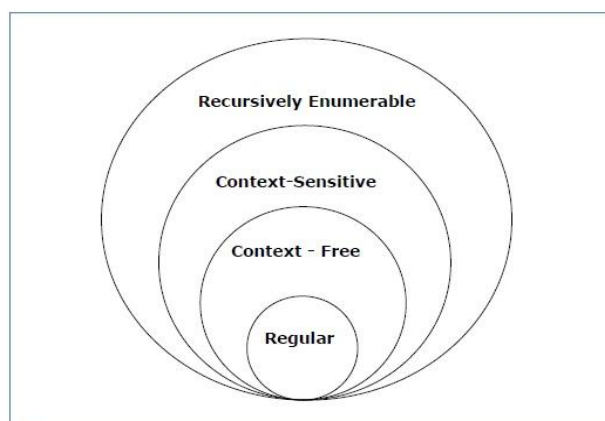 Recursively Enumerable
Context-Sensitive
Context - Free
Regular